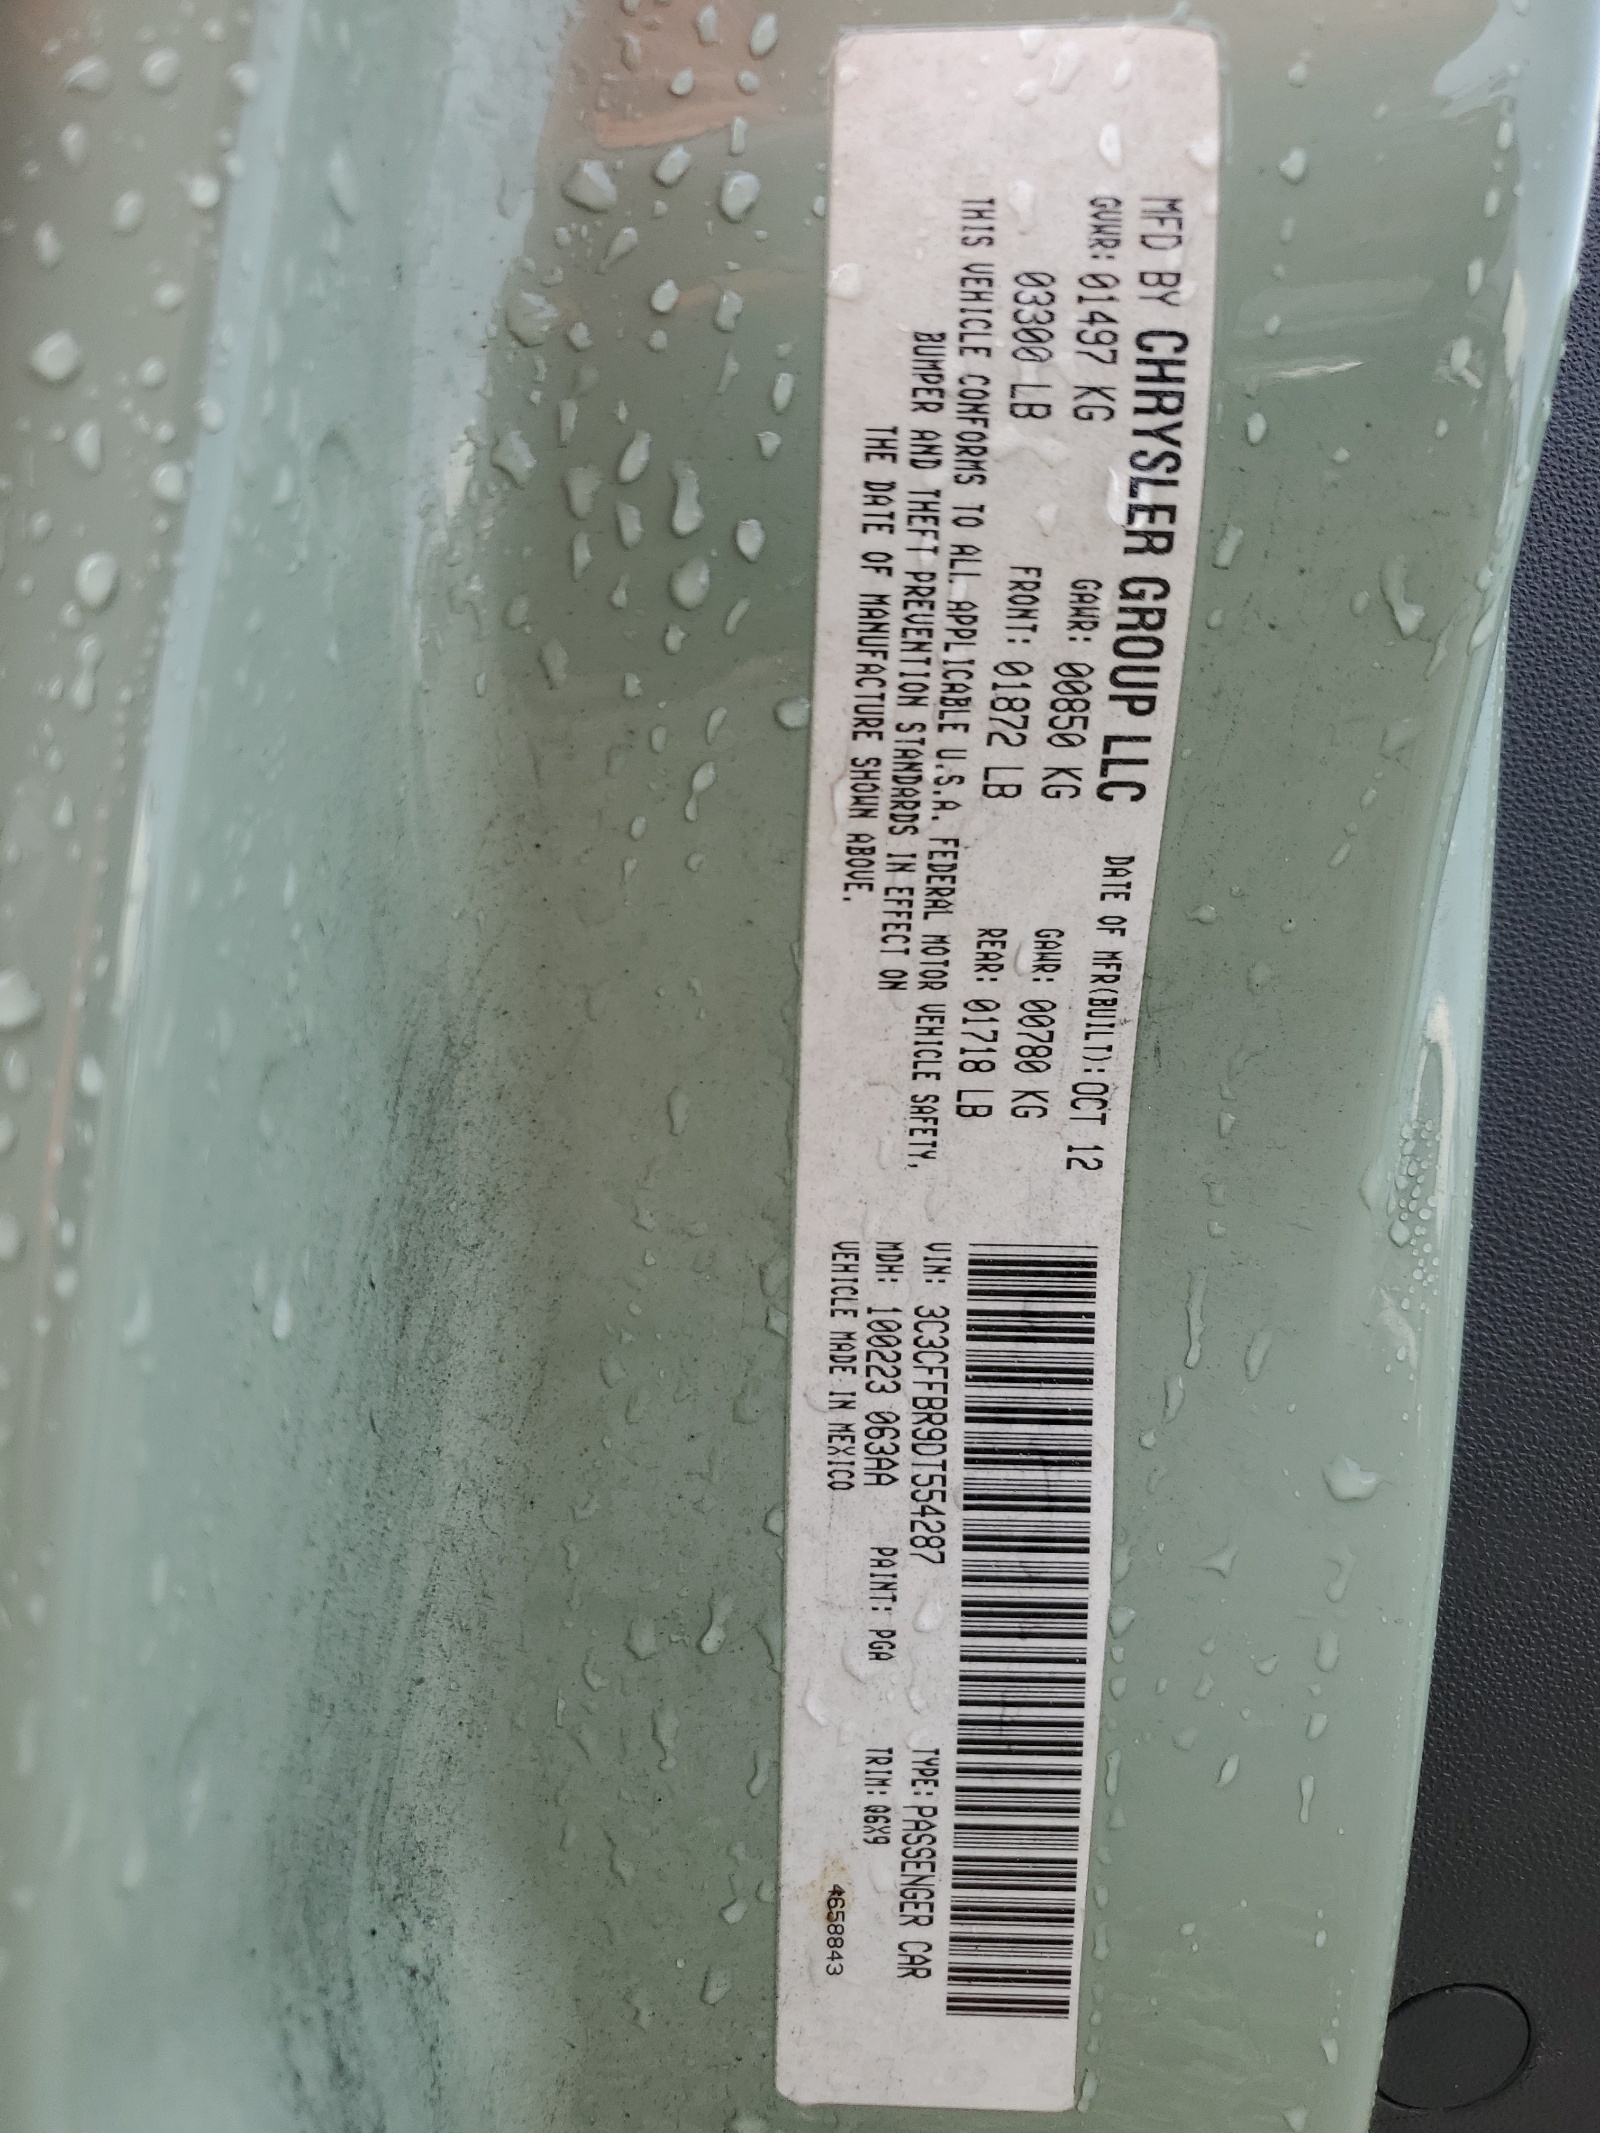 MFD BY CHRYSLER GROUP LLC DATE OF MFR(BUILT): OCT 12
GVWR: 01497 KG GAWR: 00850 KG GAWR: 00780 KG
03300 LB FRONT: 01872 LB REAR: 01718 LB
THIS VEHICLE CONFORMS TO ALL APPLICABLE U.S.A. FEDERAL MOTOR VEHICLE SAFETY,
BUMPER AND THEFT PREVENTION STANDARDS IN EFFECT ON
THE DATE OF MANUFACTURE SHOWN ABOVE.
VIN: 3C3CFFBR9DT554287 TYPE: PASSENGER CAR
MDH: 100223 063AA PAINT: PGA TRIM: Q6X9
VEHICLE MADE IN MEXICO
4658843